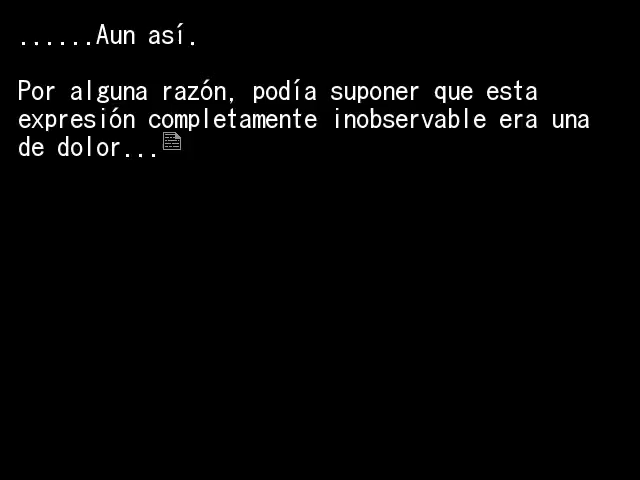 ......Aun así.
Por alguna razón, podía suponer que esta
expresión completamente inobservable era una
de dolor...